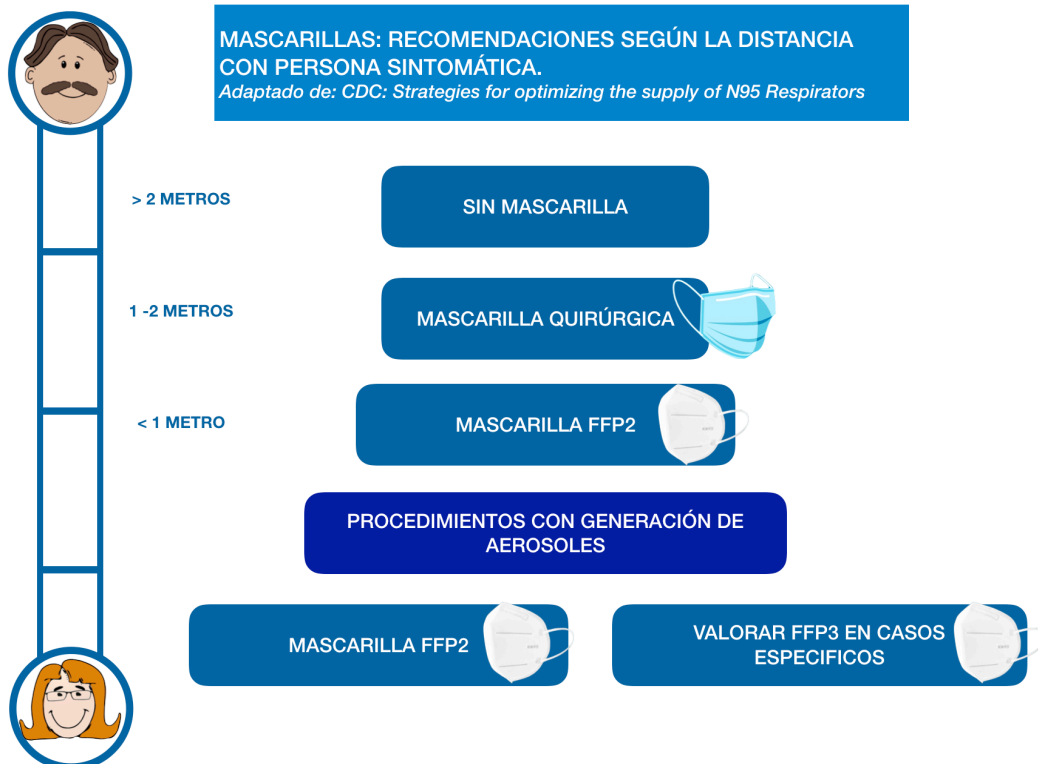 MASCARILLAS: RECOMENDACIONES SEGÚN LA DISTANCIA
CON PERSONA SINTOMÁTICA.
Adaptado de: CDC: Strategies for optimizing the supply of N95 Respirators
> 2 METROS
SIN MASCARILLA
1 -2 METROS
MASCARILLA QUIRÚRGICA
< 1 METRO
MASCARILLA FFP2
PROCEDIMIENTOS CON GENERACIÓN DE
AEROSOLES
MASCARILLA FFP2
VALORAR FFP3 EN CASOS
ESPECIFICOS